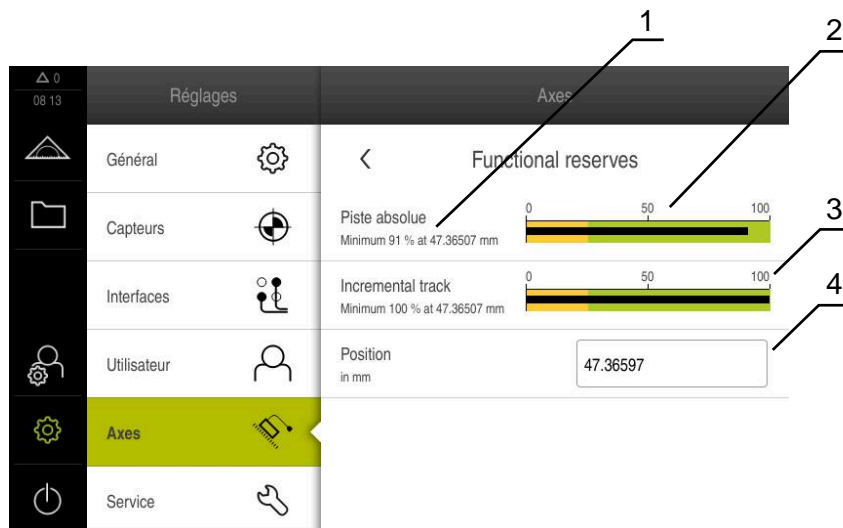 1
2
△ 0
08 13
Réglages
Axes
Général
Functional reserves
Piste absolue
Minimum 91 % at 47.36507 mm
0 50 100
Capteurs
3
Incremental track
Minimum 100 % at 47.36507 mm
0 50 100
Interfaces
4
Position
in mm
47.36597
Utilisateur
Axes
Service